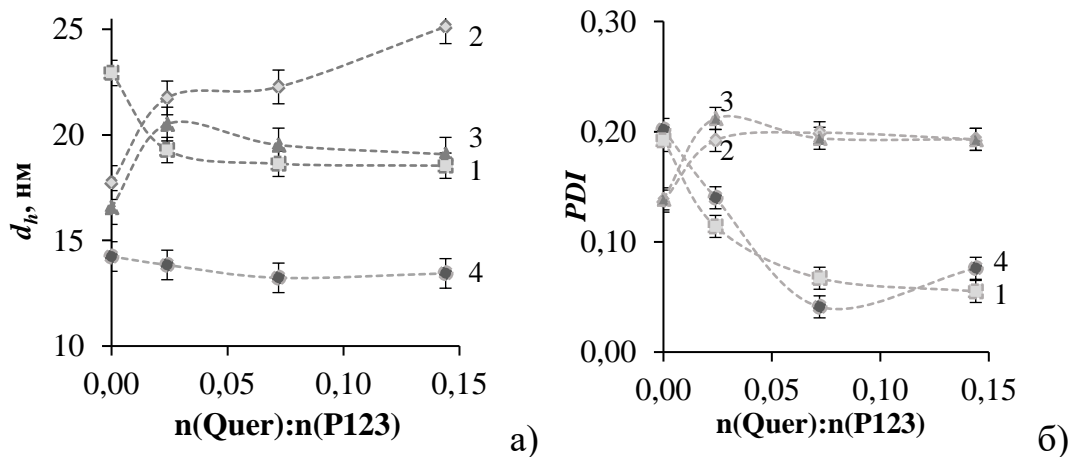 25
20
15
10
d_h, нм
2
3
1
4
0,00 0,05 0,10 0,15
n(Quer):n(P123)
а)
0,30
0,20
0,10
0,00
PDI
3
2
4
1
0,00 0,05 0,10 0,15
n(Quer):n(P123)
б)